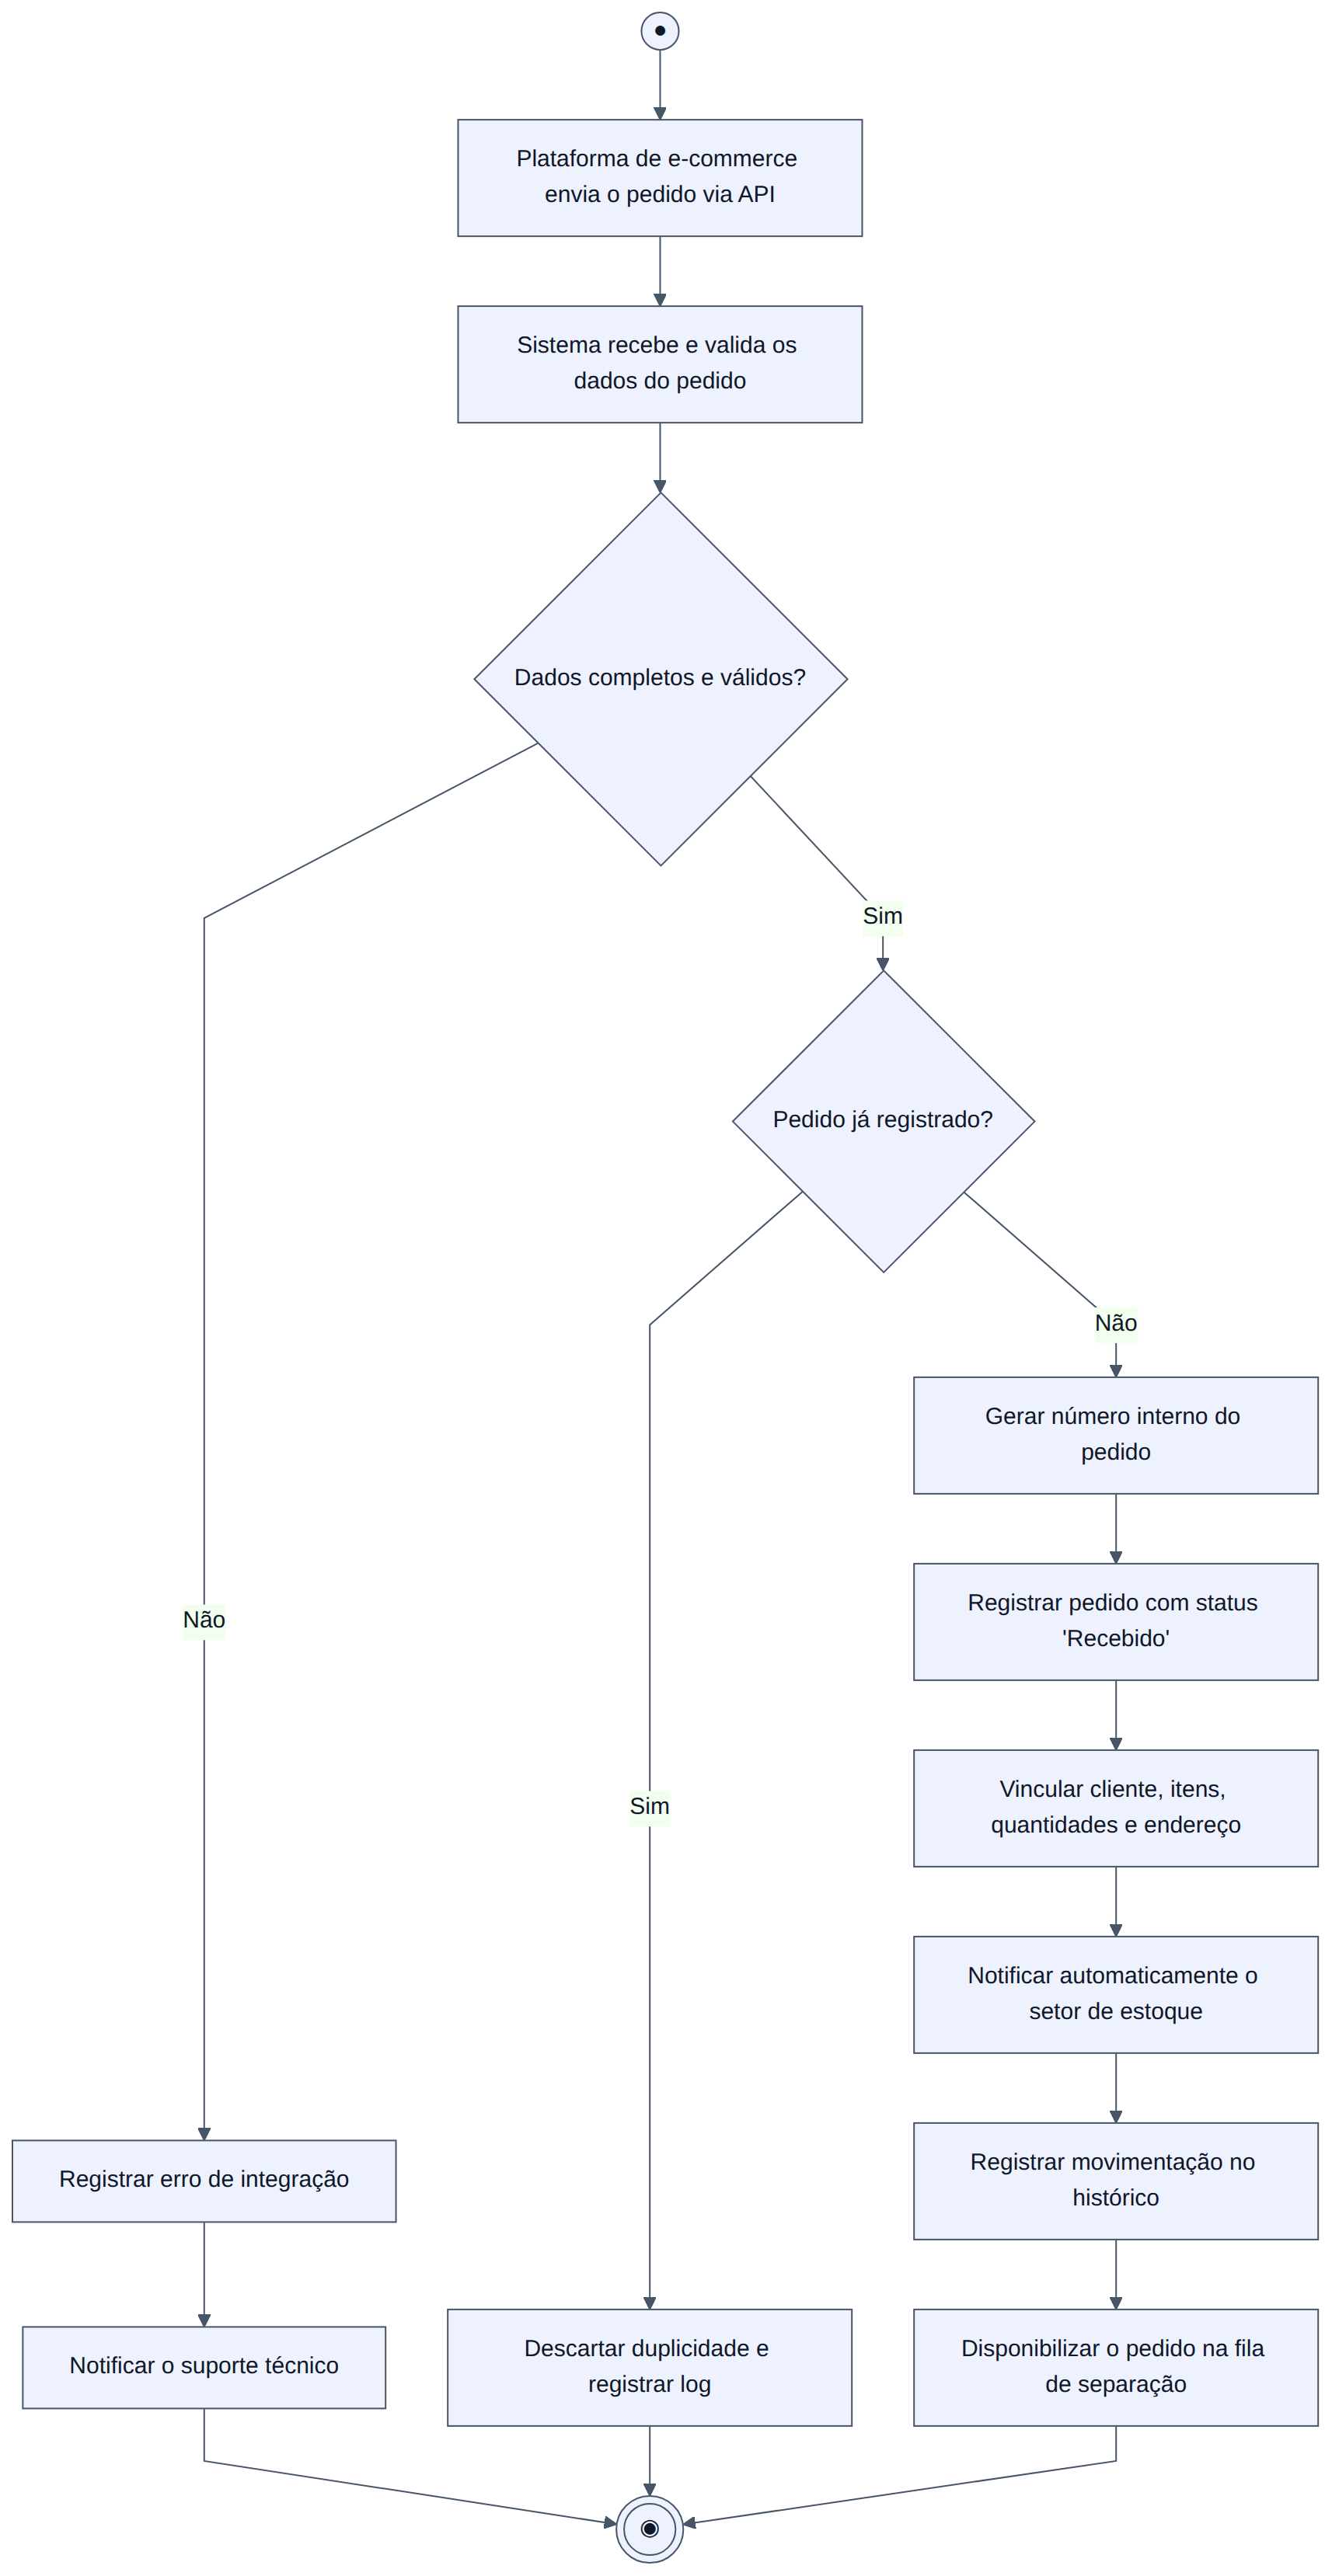 Plataforma de e-commerce
envia o pedido via API
Sistema recebe e valida os
dados do pedido
Dados completos e válidos?
Sim
Pedido já registrado?
Não
Gerar número interno do
pedido
Registrar pedido com status
'Recebido'
Não
Vincular cliente, itens,
quantidades e endereço
Sim
Notificar automaticamente o
setor de estoque
Registrar movimentação no
histórico
Registrar erro de integração
Notificar o suporte técnico
Descartar duplicidade e
registrar log
Disponibilizar o pedido na fila
de separação